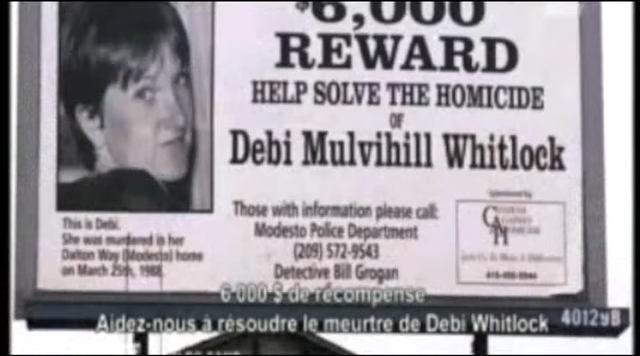 $6,000
REWARD
HELP SOLVE THE HOMICIDE
OF
Debi Mulvihill Whitlock
This is Debi.
She was murdered in her
Dalton Way (Modesto) home
on March 25th, 1988.
Those with information please call:
Modesto Police Department
(209) 572-9543
Detective Bill Grogan
CAH
6 000 $ de récompense
Aidez-nous à résoudre le meurtre de Debi Whitlock
40129B